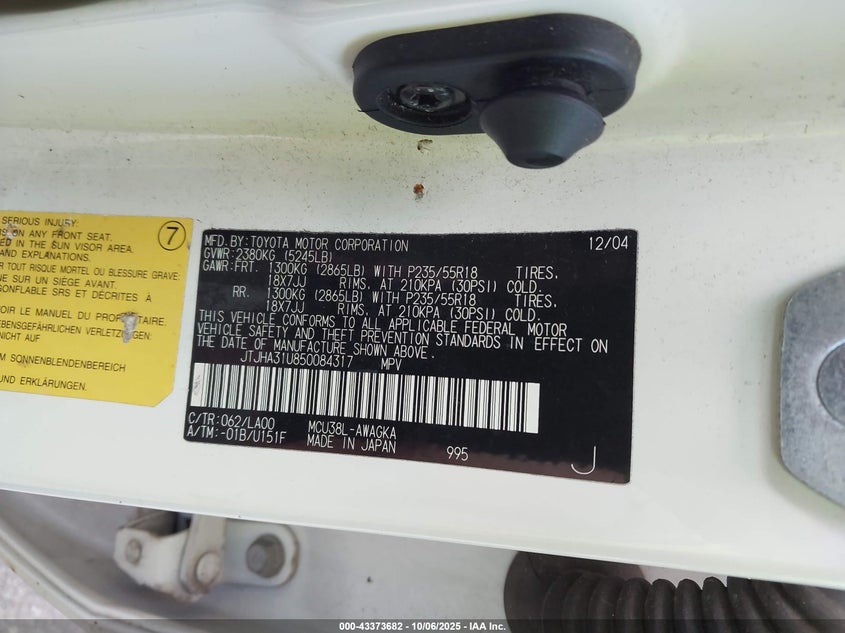 SERIOUS INJURY:
ON ANY FRONT SEAT.
IN THE SUN VISOR AREA.
AND EXPLANATIONS.
TOUT RISQUE MORTEL OU BLESSURE GRAVE:
SUR UN SIÈGE AVANT.
GONFLABLE SRS ET DÉCRITES À
VOIR LE MANUEL DU PROPRIÉTAIRE.
LEBENSGEFÄHRLICHEN VERLETZUNGEN
NICHT AUF
SONNENBLENDENBEREICH
UND ERKLÄRUNGEN.
7
MFD. BY: TOYOTA MOTOR CORPORATION 12/04
GVWR: 2380KG (5245LB)
GAWR: FRT. 1300KG (2865LB) WITH P235/55R18 TIRES,
18X7JJ RIMS, AT 210KPA (30PSI) COLD.
RR. 1300KG (2865LB) WITH P235/55R18 TIRES,
18X7JJ RIMS, AT 210KPA (30PSI) COLD.
THIS VEHICLE CONFORMS TO ALL APPLICABLE FEDERAL MOTOR
VEHICLE SAFETY AND THEFT PREVENTION STANDARDS IN EFFECT ON
THE DATE OF MANUFACTURE SHOWN ABOVE.
JTJHA31U850084317 MPV
C/TR: 062/LA00 MCU38L-AWAGKA
A/TM: -01B/U151F MADE IN JAPAN 995
J
000-43373682 - 10/06/2025 - IAA Inc.